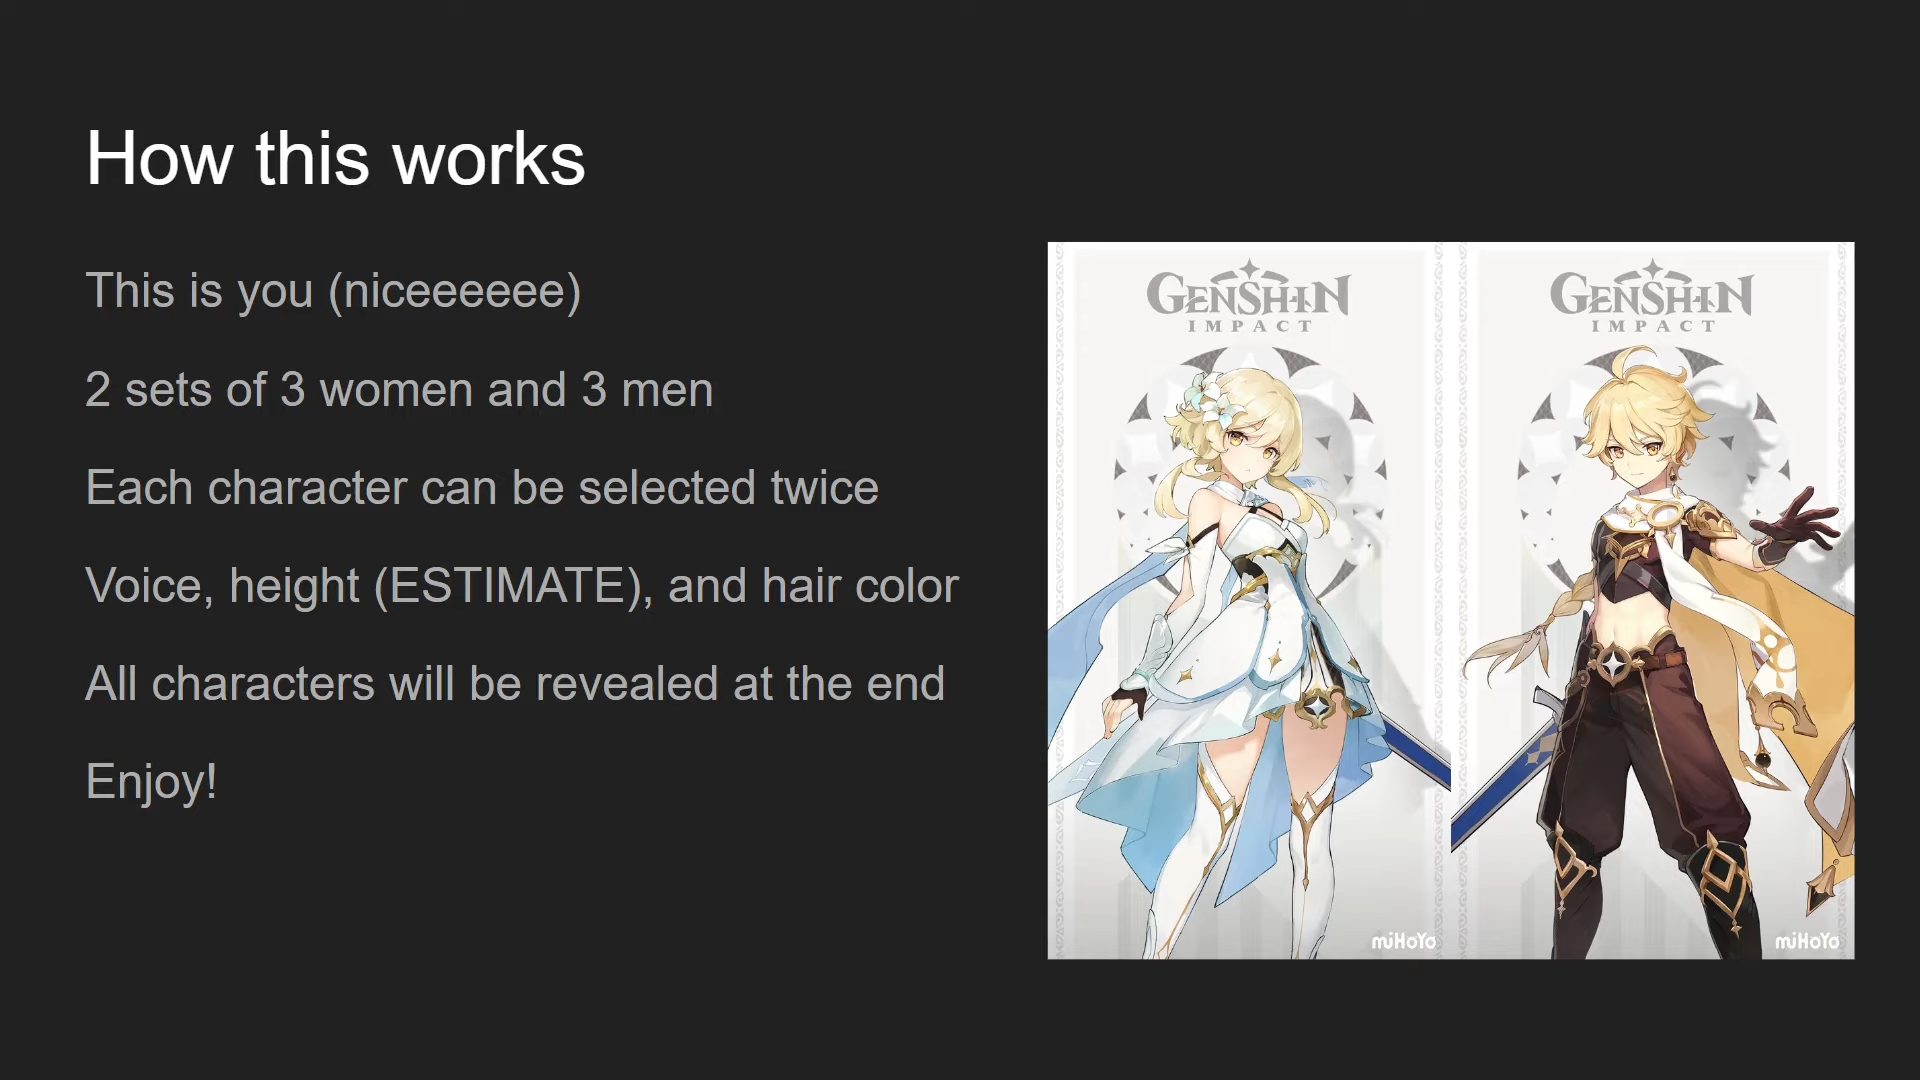 How this works
This is you (niceeeeee)
2 sets of 3 women and 3 men
Each character can be selected twice
Voice, height (ESTIMATE), and hair color
All characters will be revealed at the end
Enjoy!
GENSHIN
IMPACT
miHoYo
GENSHIN
IMPACT
miHoYo